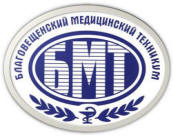 БЛАГОВЕЩЕНСКИЙ МЕДИЦИНСКИЙ ТЕХНИКУМ
БМТ